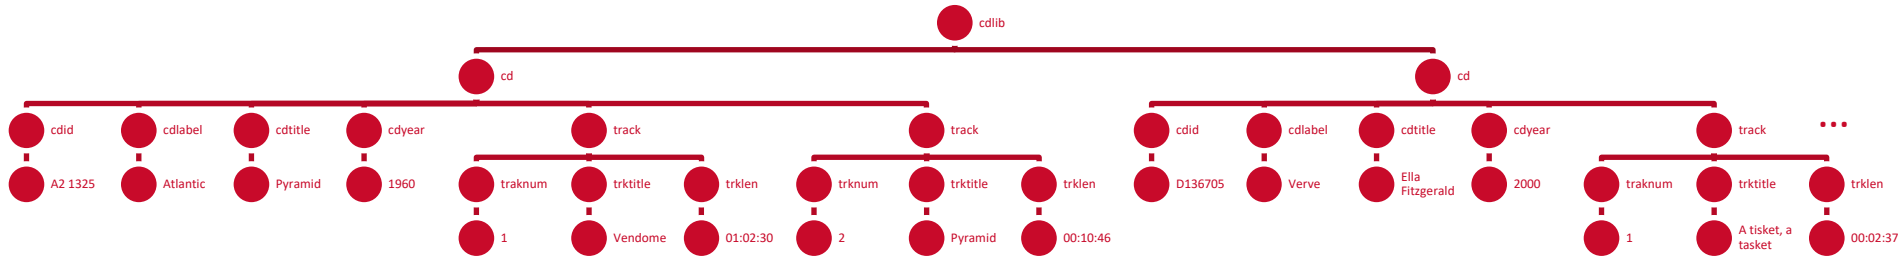 cdlib
cd
cd
cdid
cdlabel
cdtitle
cdyear
track
track
cdid
cdlabel
cdtitle
cdyear
track
...
A2 1325
Atlantic
Pyramid
1960
traknum
trktitle
trklen
trknum
trktitle
trklen
D136705
Verve
Ella
Fitzgerald
2000
traknum
trktitle
trklen
1
Vendome
01:02:30
2
Pyramid
00:10:46
1
A tisket, a
tasket
00:02:37